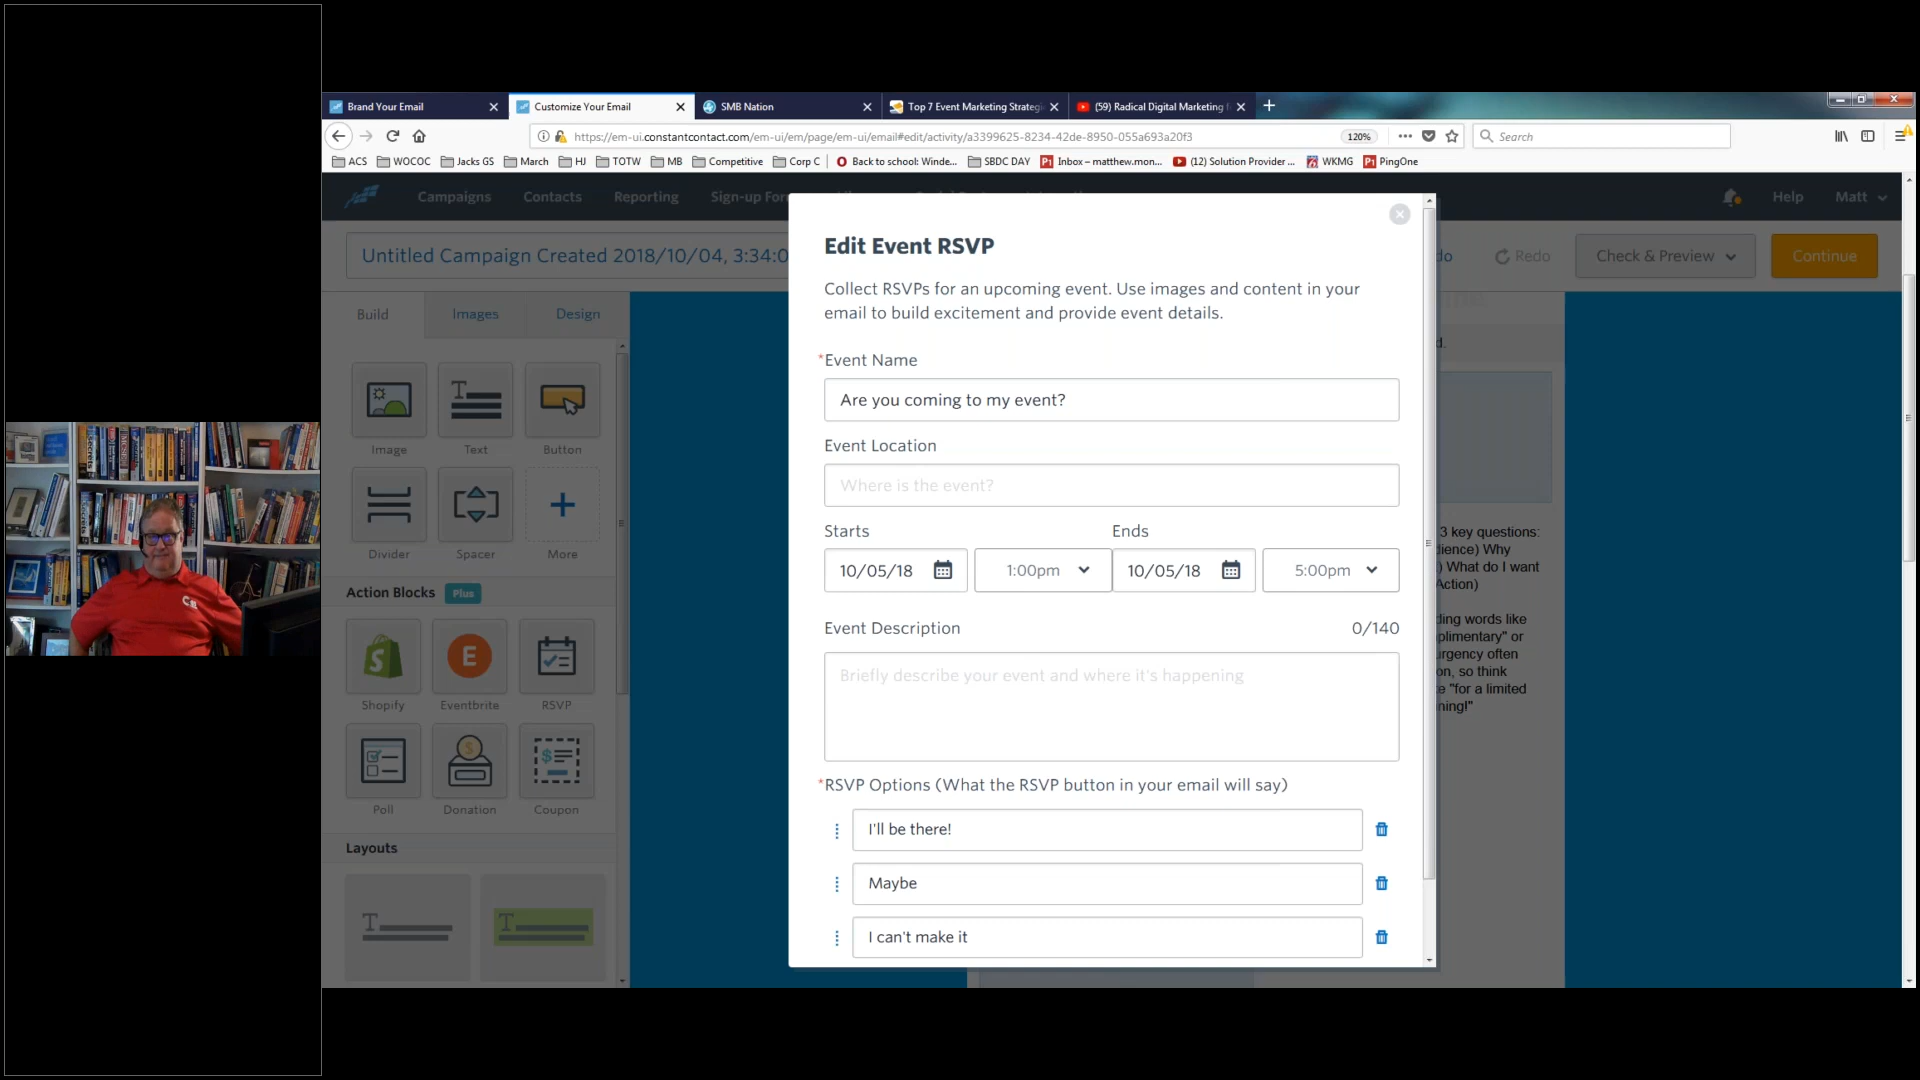 Brand Your Email
Customize Your Email
SMB Nation
Top 7 Event Marketing Strategi
(59) Radical Digital Marketing f
https://em-ui.constantcontact.com/em-ui/em/page/em-ui/email#edit/activity/a3399625-8234-42de-8950-055a693a20f3
120%
Search
ACS
WOCOC
Jacks GS
March
HJ
TOTW
MB
Competitive
Corp C
Back to school: Winde...
SBDC DAY
Inbox – matthew.mon...
(12) Solution Provider ...
WKMG
PingOne
Campaigns
Contacts
Reporting
Sign-up For
Help
Matt
Untitled Campaign Created 2018/10/04, 3:34:0
do
Redo
Check & Preview
Continue
Build
Images
Design
Image
Text
Button
Divider
Spacer
More
Action Blocks
Plus
Shopify
Eventbrite
RSVP
Poll
Donation
Coupon
Layouts
Edit Event RSVP
Collect RSVPs for an upcoming event. Use images and content in your
email to build excitement and provide event details.
*Event Name
Are you coming to my event?
Event Location
Where is the event?
Starts
Ends
10/05/18
1:00pm
10/05/18
5:00pm
Event Description
0/140
Briefly describe your event and where it's happening
*RSVP Options (What the RSVP button in your email will say)
I'll be there!
Maybe
I can't make it
d.
3 key questions:
dience) Why
) What do I want
Action)
ding words like
plimentary" or
urgency often
on, so think
e "for a limited
ning!"